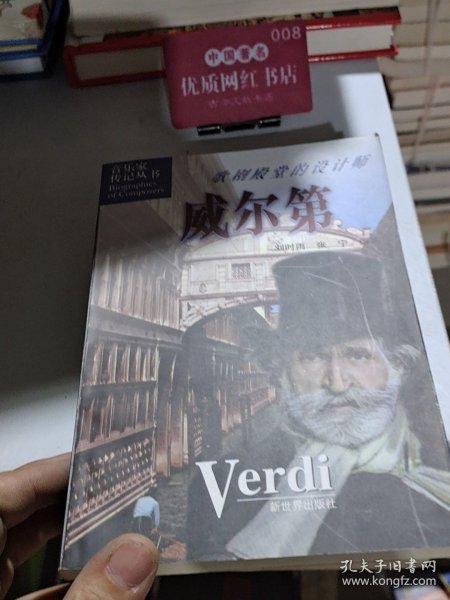 008
中国著名
优质网红书店
音乐家
传记丛书
Biographies
of Composers
歌剧殿堂的设计师
威尔第
Verdi
新世界出版社
孔夫子旧书网
www.kongfz.com